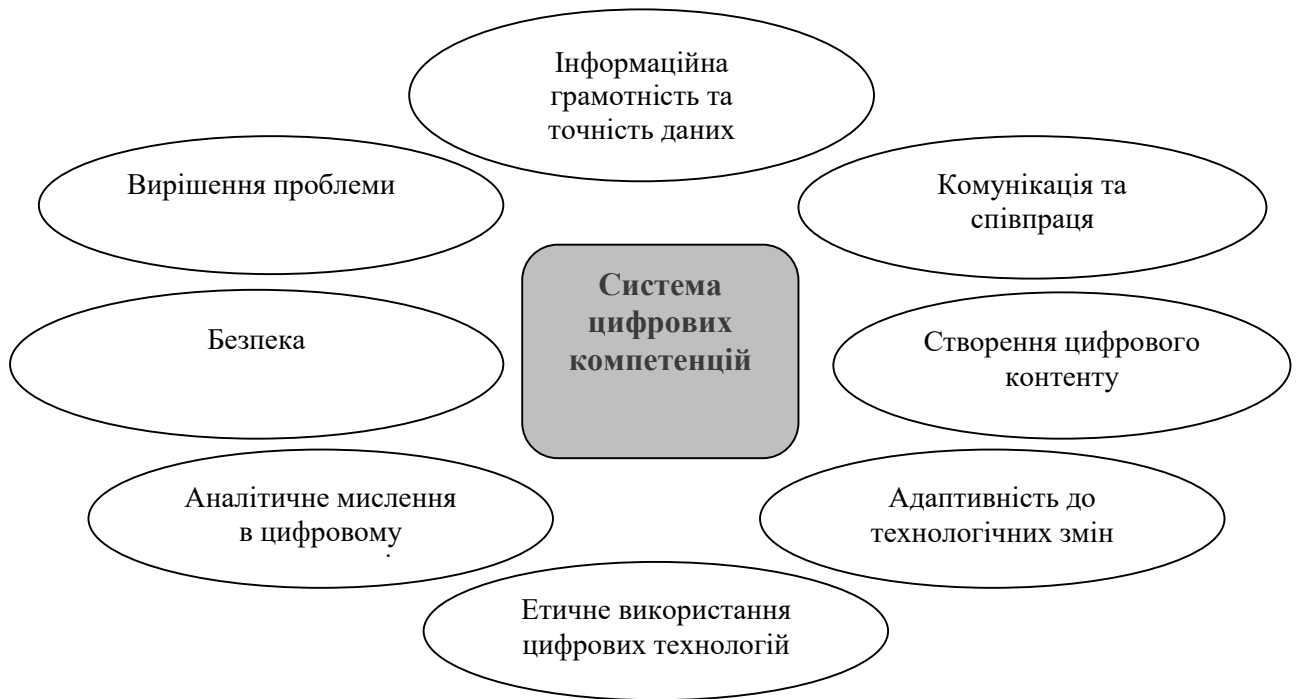 Інформаційна
грамотність та
точність даних
Вирішення проблеми
Комунікація та
співпраця
Система
цифрових
компетенцій
Безпека
Створення цифрового
контенту
Аналітичне мислення
в цифровому
Адаптивність до
технологічних змін
Етичне використання
цифрових технологій